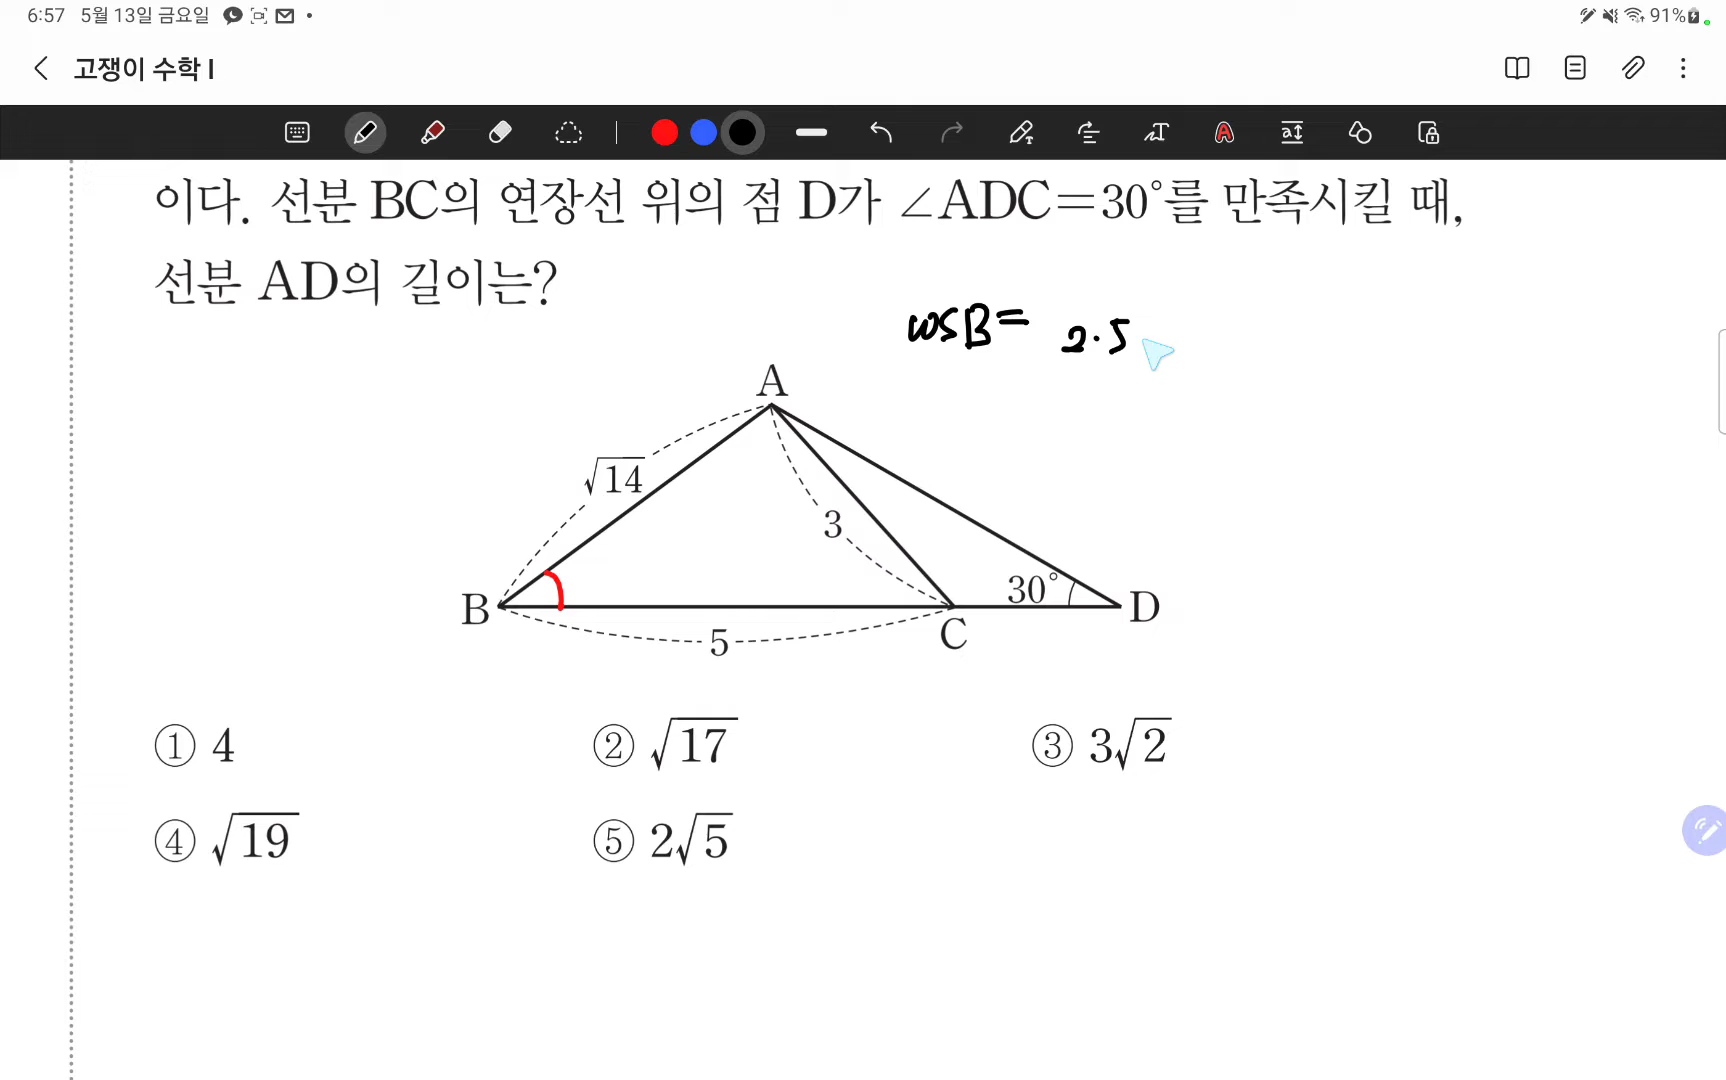 6:57 5월 13일 금요일
91%
고쟁이 수학 I
이다. 선분 BC의 연장선 위의 점 D가 ∠ADC=30°를 만족시킬 때,
선분 AD의 길이는?
cosB= 2·5
A
√14
3
30°
B
D
C
5
① 4 ② √17 ③ 3√2
④ √19 ⑤ 2√5